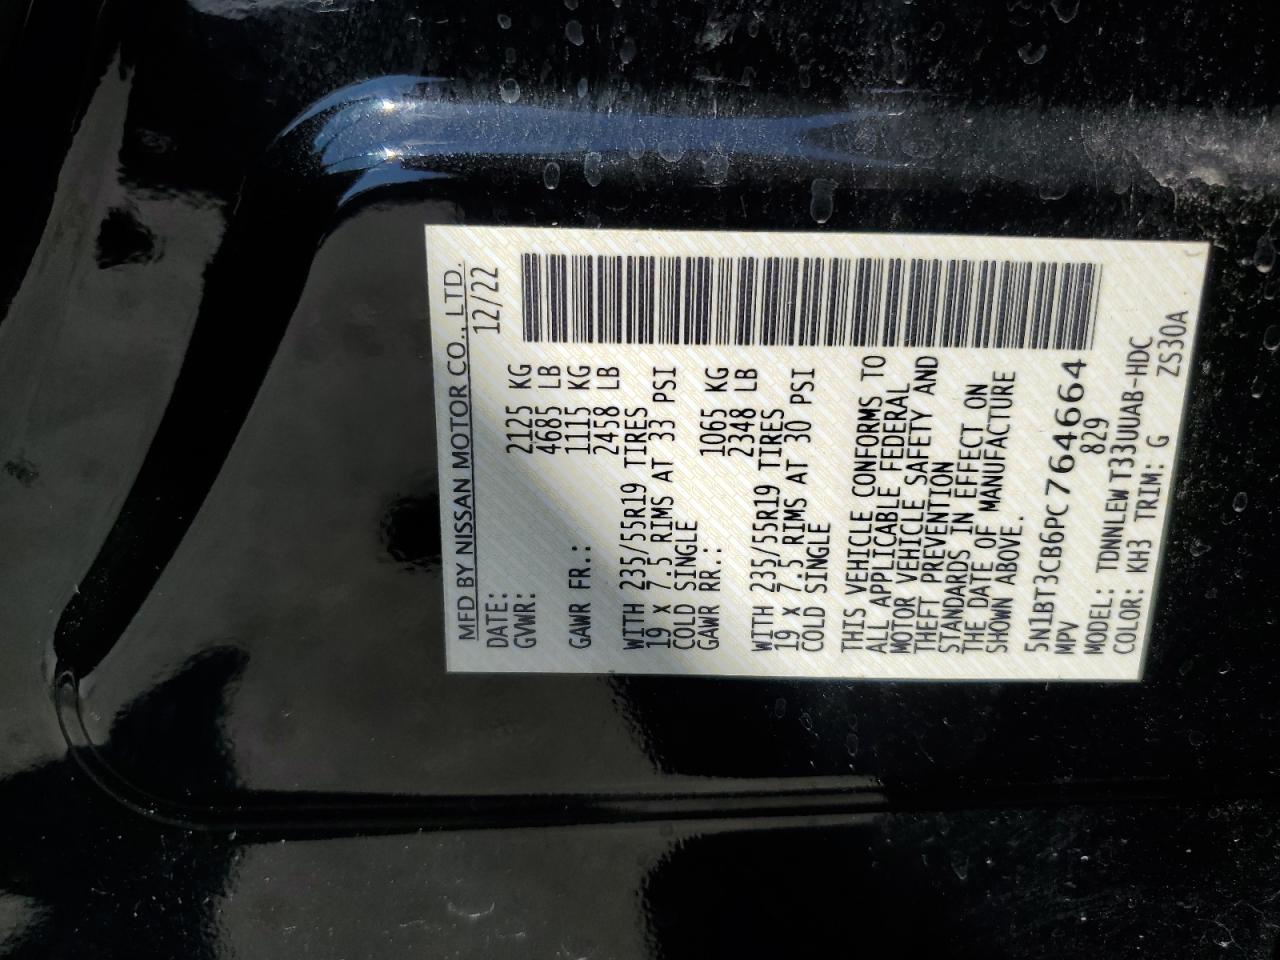 MFD BY NISSAN MOTOR CO., LTD.
DATE: 12/22
GVWR: 2125 KG
4685 LB
GAWR FR.: 1115 KG
2458 LB
WITH 235/55R19 TIRES
19 X 7.5 RIMS AT 33 PSI
COLD SINGLE
GAWR RR.: 1065 KG
2348 LB
WITH 235/55R19 TIRES
19 X 7.5 RIMS AT 30 PSI
COLD SINGLE
THIS VEHICLE CONFORMS TO
ALL APPLICABLE FEDERAL
MOTOR VEHICLE SAFETY AND
THEFT PREVENTION
STANDARDS IN EFFECT ON
THE DATE OF MANUFACTURE
SHOWN ABOVE.
5N1BT3CB6PC764664
MPV 829
MODEL: TDNNLEW T33UUAB-HDC
COLOR: KH3 TRIM: G ZS30A